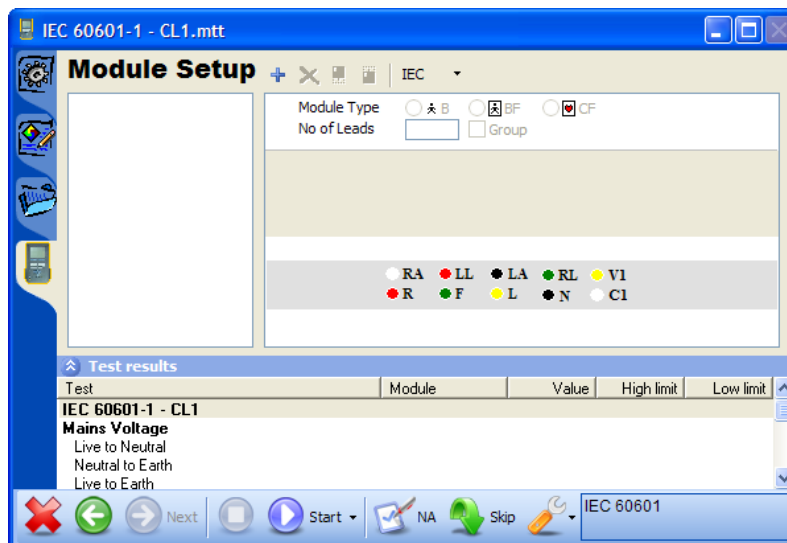 IEC 60601-1 - CL1.mtt
Module Setup IEC
Module Type B BF CF
No of Leads Group
RA LL LA RL V1
R F L N C1
Test results
Test Module Value High limit Low limit
IEC 60601-1 - CL1
Mains Voltage
Live to Neutral
Neutral to Earth
Live to Earth
Next Start NA Skip IEC 60601